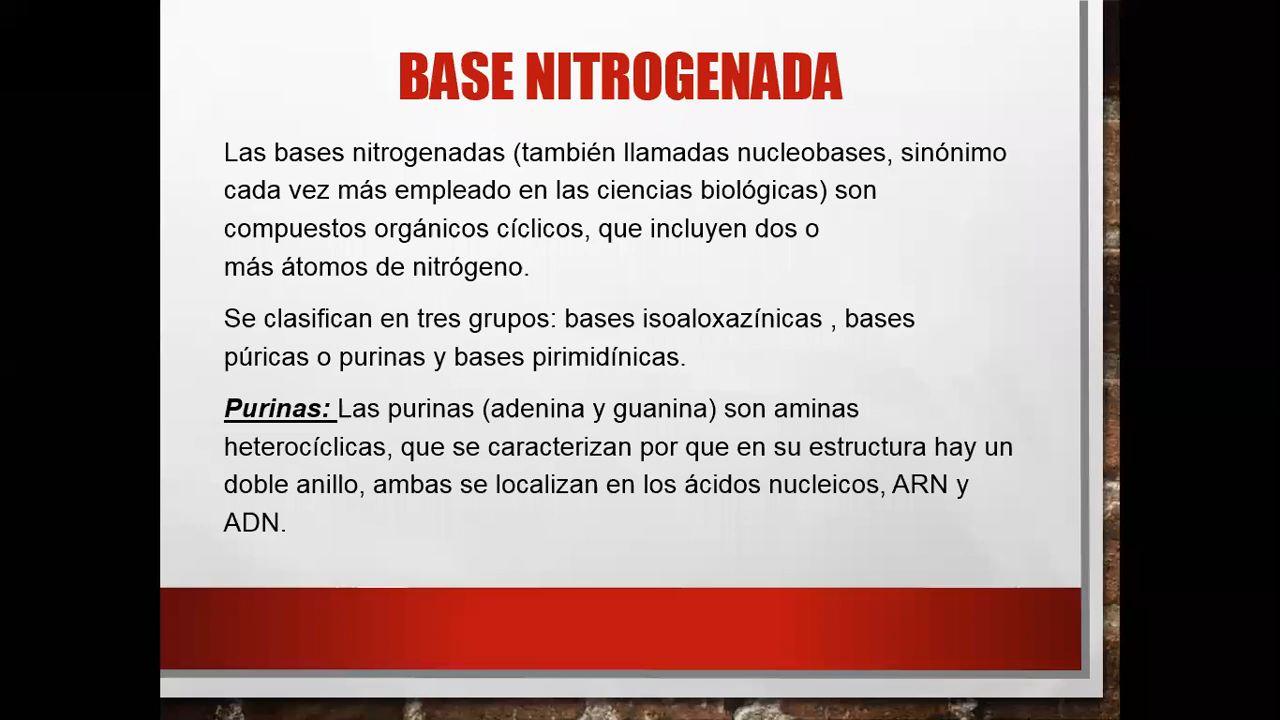 BASE NITROGENADA
Las bases nitrogenadas (también llamadas nucleobases, sinónimo
cada vez más empleado en las ciencias biológicas) son
compuestos orgánicos cíclicos, que incluyen dos o
más átomos de nitrógeno.
Se clasifican en tres grupos: bases isoaloxazínicas , bases
púricas o purinas y bases pirimidínicas.
Purinas: Las purinas (adenina y guanina) son aminas
heterocíclicas, que se caracterizan por que en su estructura hay un
doble anillo, ambas se localizan en los ácidos nucleicos, ARN y
ADN.